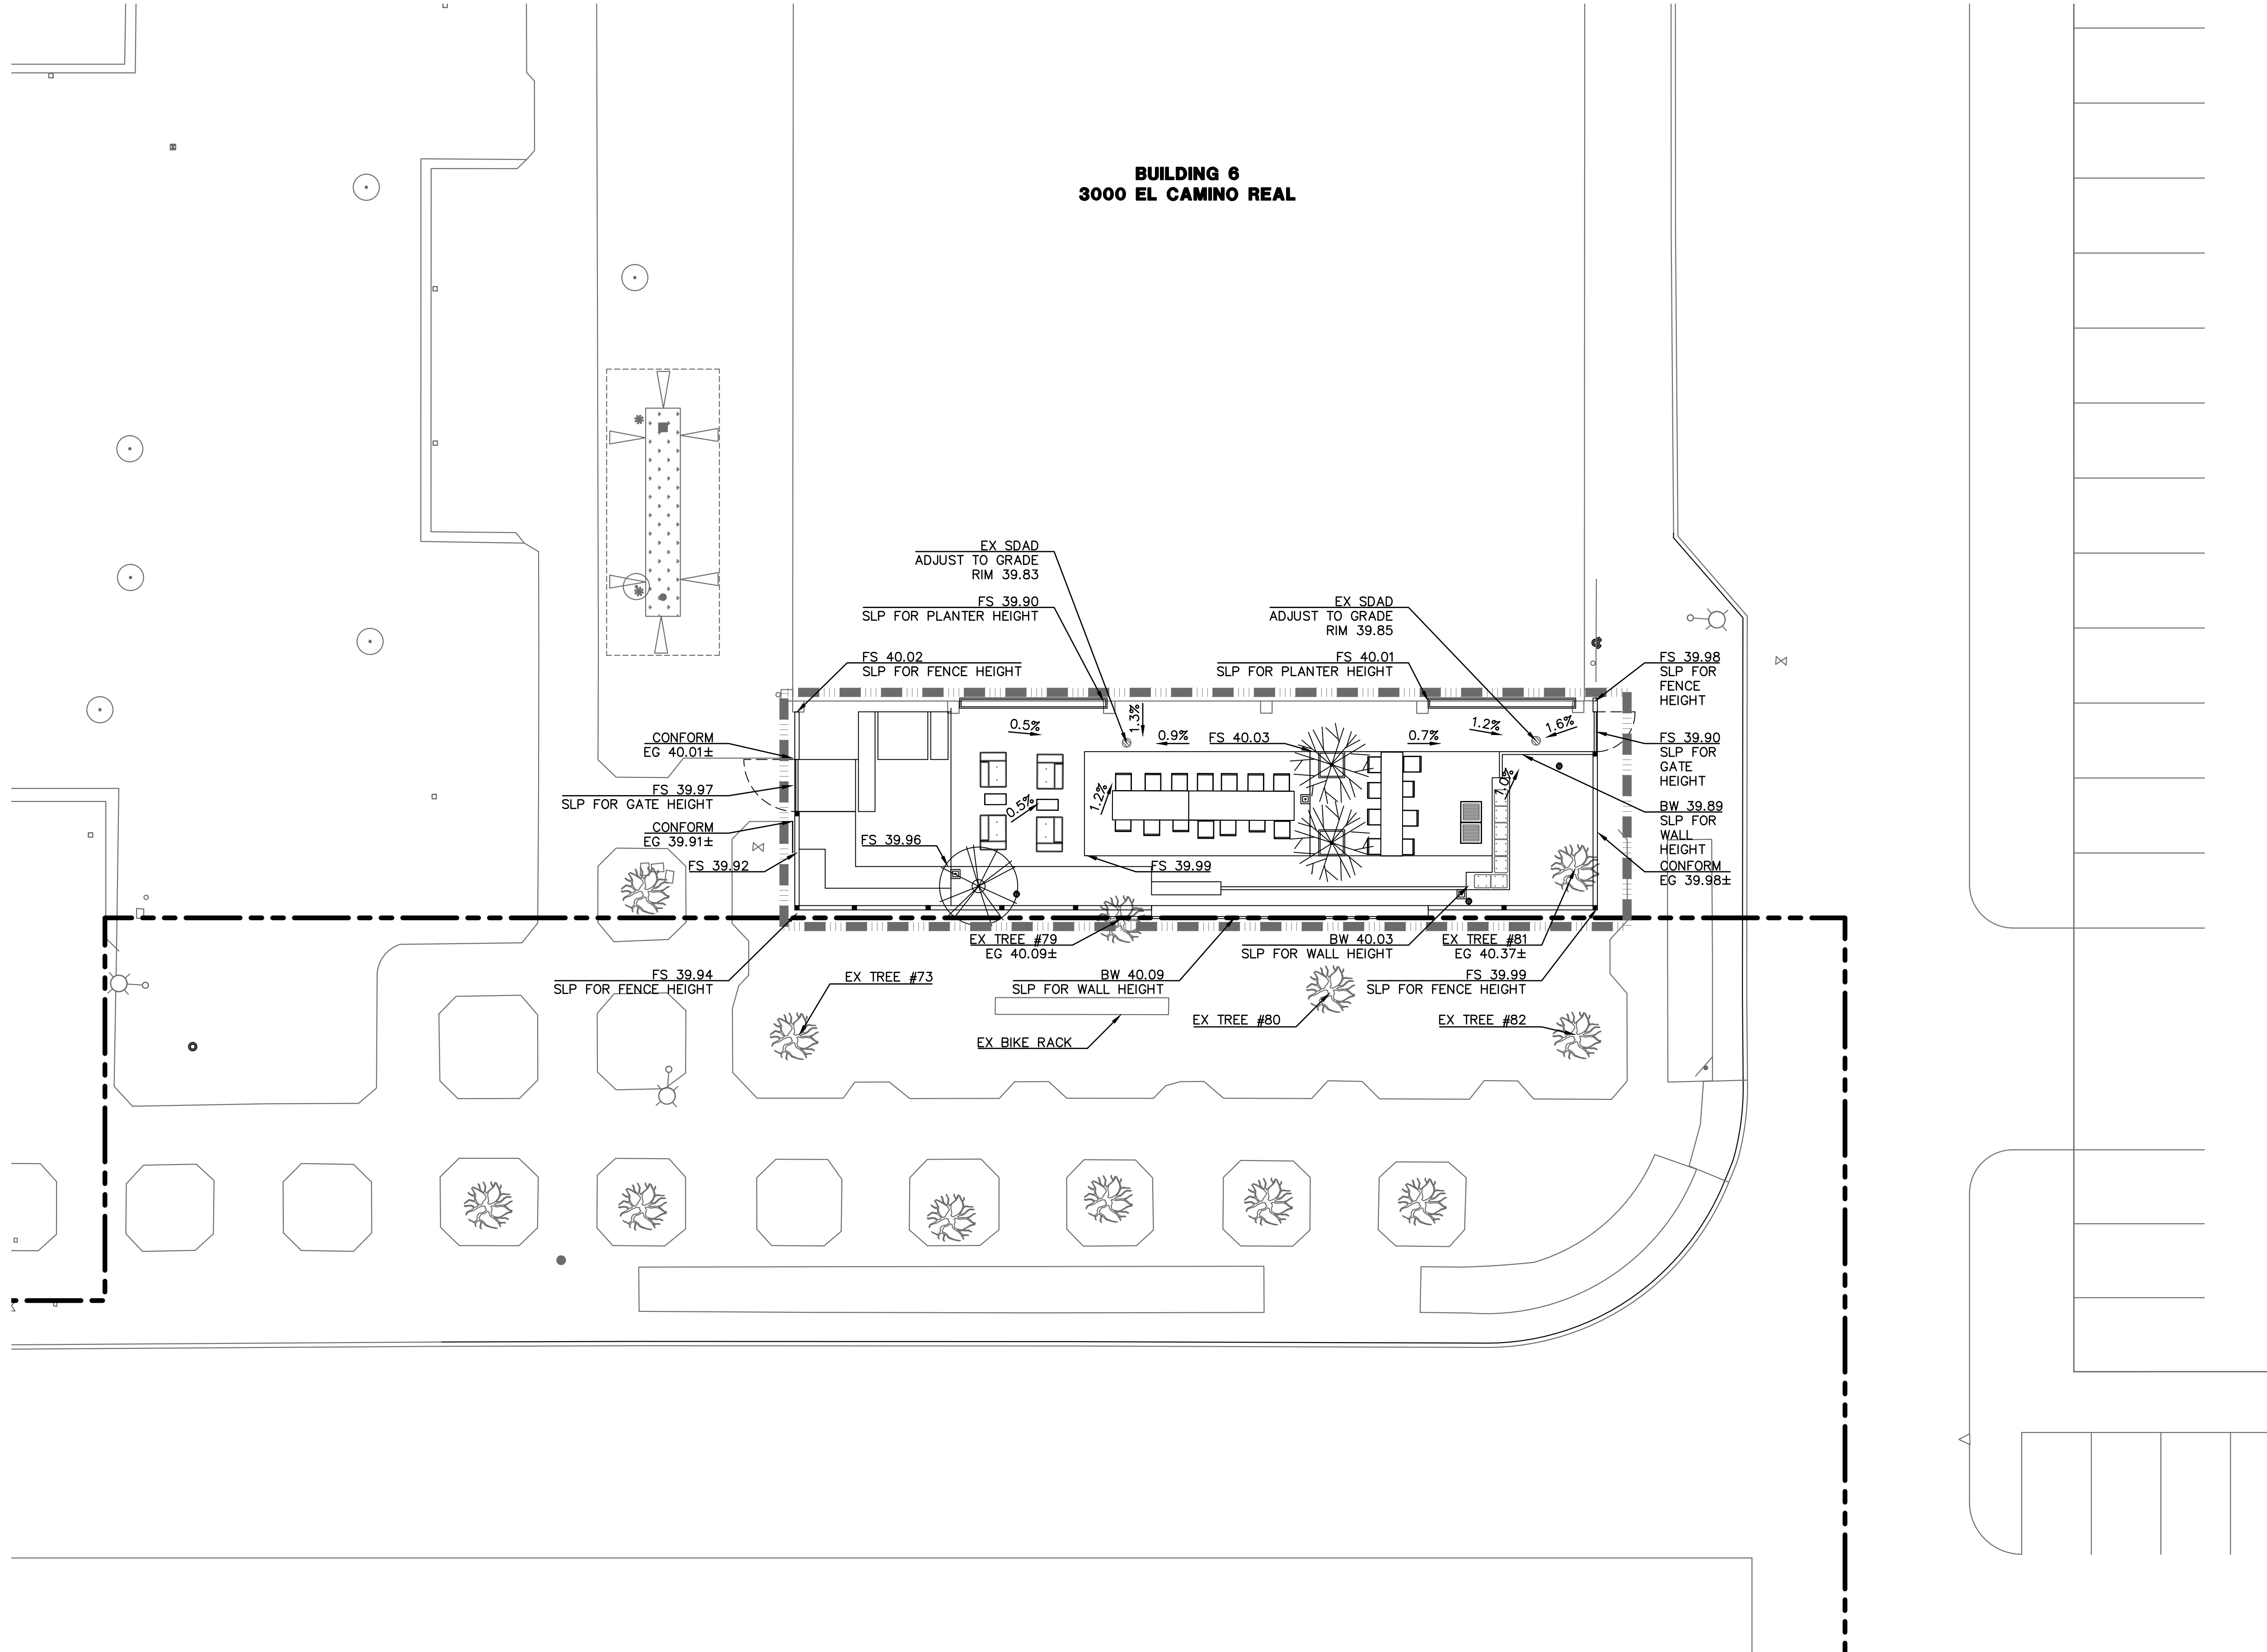 BUILDING 6
3000 EL CAMINO REAL
EX SDAD
ADJUST TO GRADE
RIM 39.83
FS 39.90
SLP FOR PLANTER HEIGHT
EX SDAD
ADJUST TO GRADE
RIM 39.85
FS 40.02
SLP FOR FENCE HEIGHT
FS 40.01
SLP FOR PLANTER HEIGHT
FS 39.98
SLP FOR
FENCE
HEIGHT
CONFORM
EG 40.01±
0.5%
1.3%
0.9%
FS 40.03
0.7%
1.2%
1.6%
FS 39.90
SLP FOR
GATE
HEIGHT
FS 39.97
SLP FOR GATE HEIGHT
0.5%
1.2%
1.0%
BW 39.89
SLP FOR
WALL
HEIGHT
CONFORM
EG 39.91±
FS 39.92
FS 39.96
FS 39.99
CONFORM
EG 39.98±
EX TREE #79
EG 40.09±
BW 40.03
SLP FOR WALL HEIGHT
EX TREE #81
EG 40.37±
FS 39.94
SLP FOR FENCE HEIGHT
EX TREE #73
BW 40.09
SLP FOR WALL HEIGHT
FS 39.99
SLP FOR FENCE HEIGHT
EX TREE #80
EX TREE #82
EX BIKE RACK